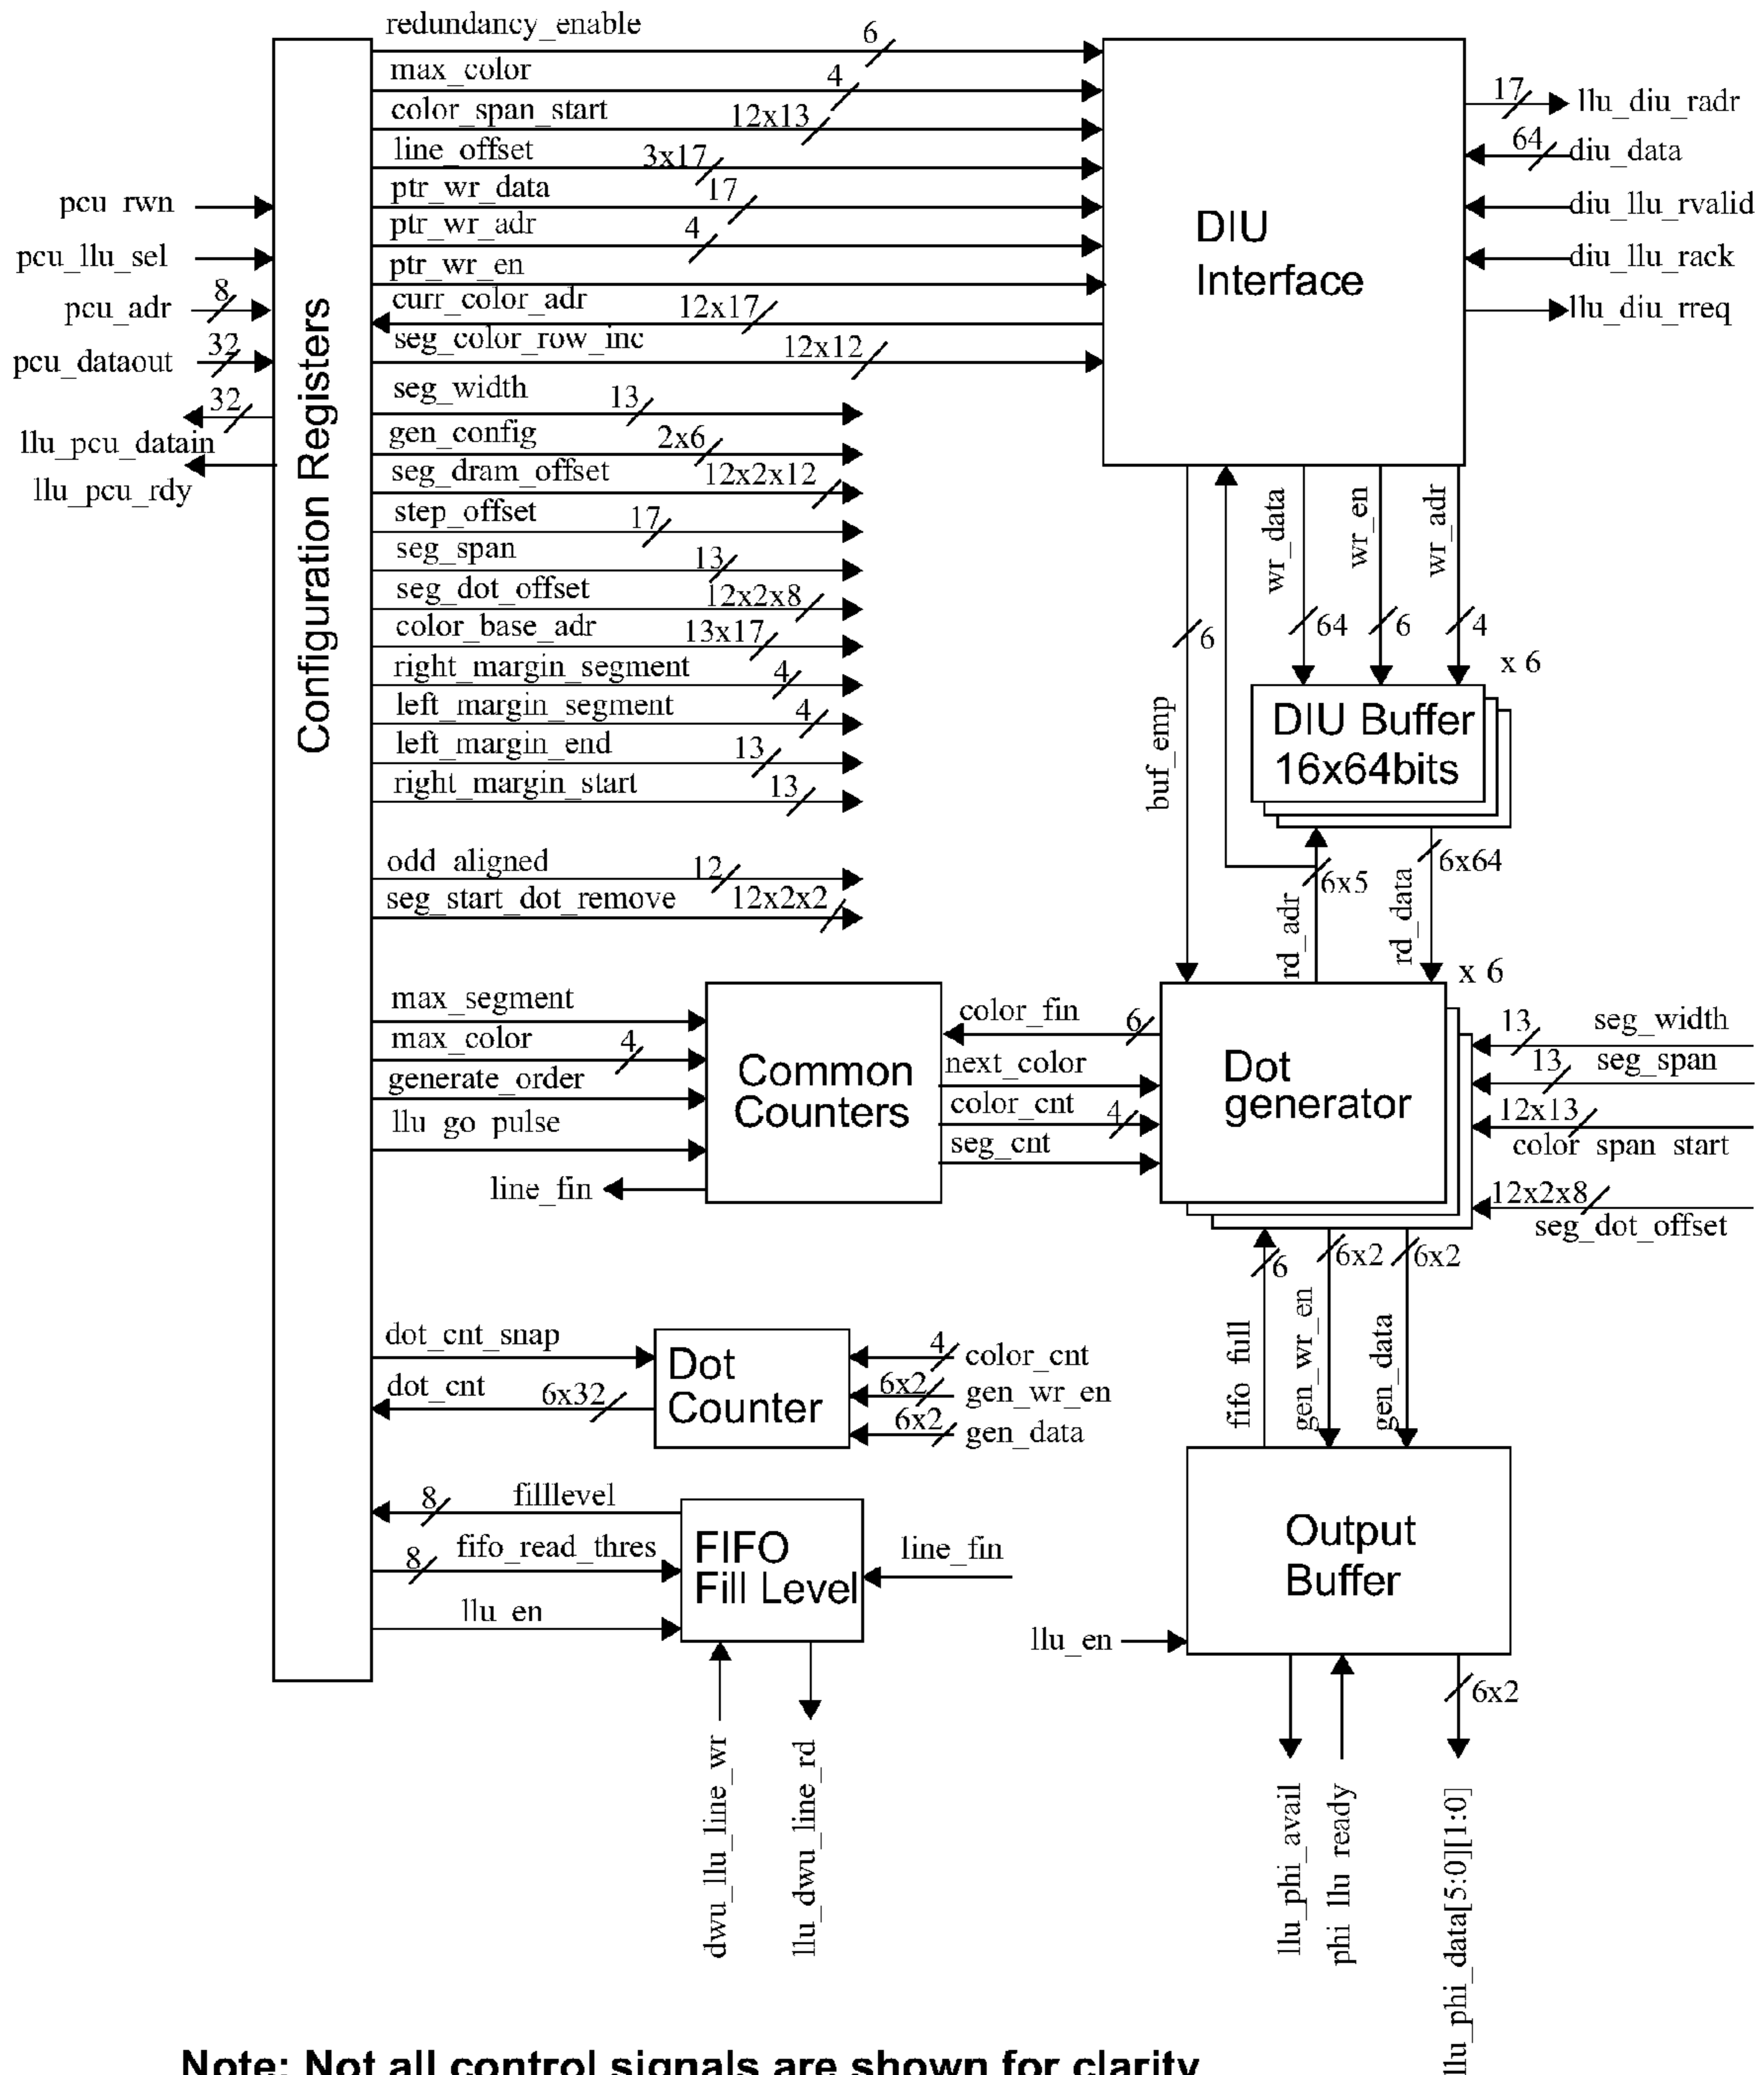 redundancy_enable 6
max_color 4
color_span_start 12x13
line_offset 3x17
ptr_wr_data 17
ptr_wr_adr 4
ptr_wr_en
curr_color_adr 12x17
seg_color_row_inc 12x12
seg_width 13
gen_config 2x6
seg_dram_offset 12x2x12
step_offset 17
seg_span 13
seg_dot_offset 12x2x8
color_base_adr 13x17
right_margin_segment 4
left_margin_segment 4
left_margin_end 13
right_margin_start 13
odd_aligned 12
seg_start_dot_remove 12x2x2
pcu_rwn
pcu_llu_sel
pcu_adr 8
pcu_dataout 32
32
llu_pcu_datain
llu_pcu_rdy
Configuration Registers
DIU
Interface
17 llu_diu_radr
64 diu_data
diu_llu_rvalid
diu_llu_rack
llu_diu_rreq
buf_emp 6
wr_data 64
wr_en 6
wr_adr 4
x 6
DIU Buffer
16x64bits
rd_adr 6x5
rd_data 6x64
x 6
max_segment
max_color 4
generate_order
llu_go_pulse
line_fin
Common
Counters
color_fin 6
next_color
color_cnt 4
seg_cnt
Dot
generator
13 seg_width
13 seg_span
12x13
color_span_start
12x2x8
seg_dot_offset
fifo_full 6
gen_wr_en 6x2
gen_data 6x2
dot_cnt_snap
dot_cnt 6x32
Dot
Counter
4 color_cnt
6x2 gen_wr_en
6x2 gen_data
8 filllevel
8 fifo_read_thres
llu_en
FIFO
Fill Level
line_fin
dwu_llu_line_wr
llu_dwu_line_rd
Output
Buffer
llu_en
llu_phi_avail
phi_llu_ready
6x2
llu_phi_data[5:0][1:0]
Note: Not all control signals are shown for clarity